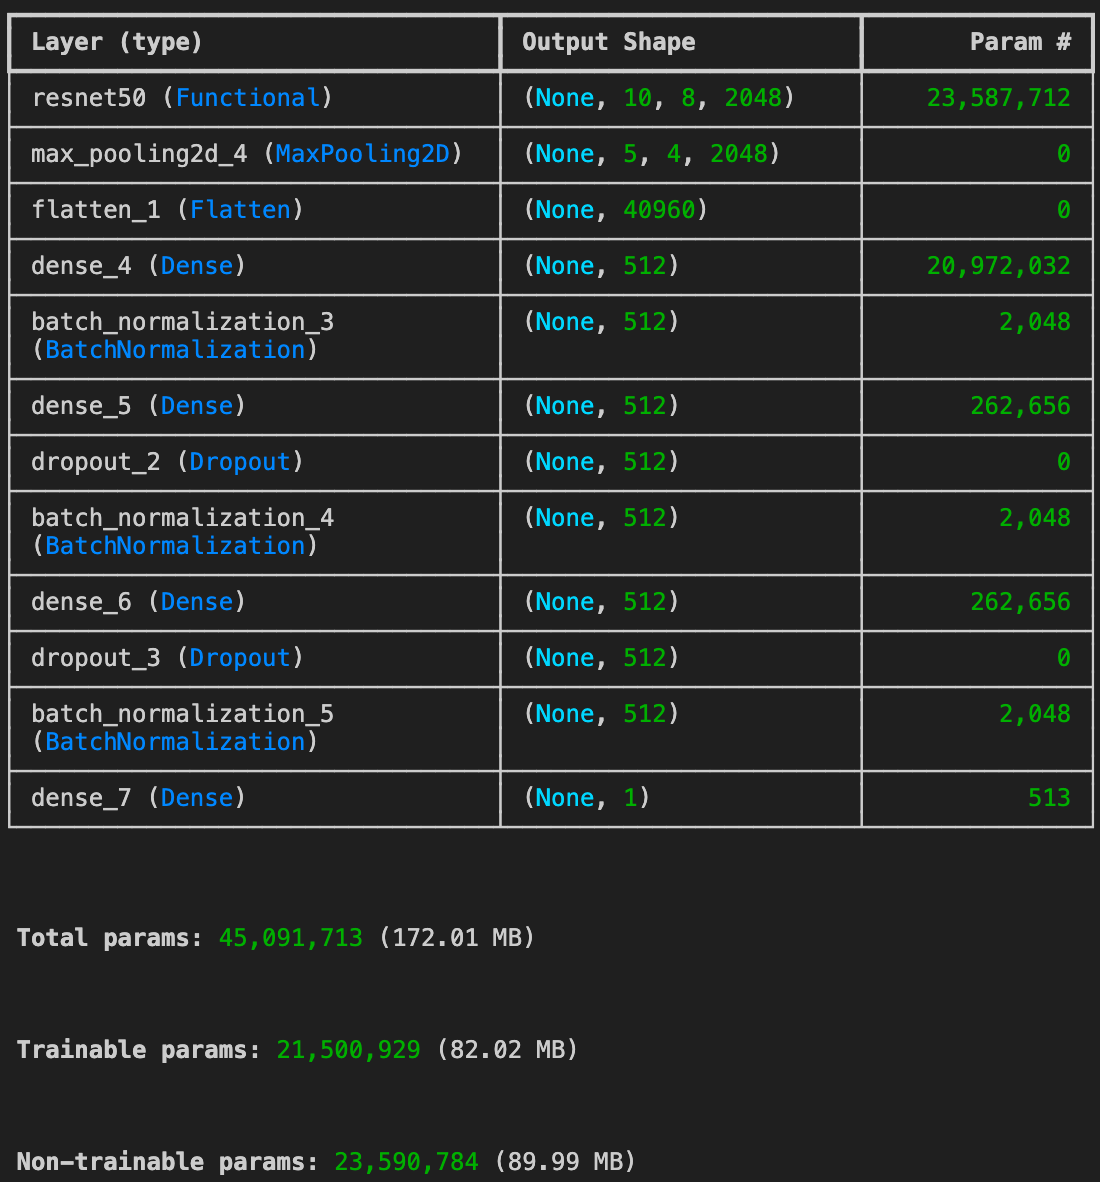 Layer (type) Output Shape Param #
resnet50 (Functional) (None, 10, 8, 2048) 23,587,712
max_pooling2d_4 (MaxPooling2D) (None, 5, 4, 2048) 0
flatten_1 (Flatten) (None, 40960) 0
dense_4 (Dense) (None, 512) 20,972,032
batch_normalization_3 (None, 512) 2,048
(BatchNormalization)
dense_5 (Dense) (None, 512) 262,656
dropout_2 (Dropout) (None, 512) 0
batch_normalization_4 (None, 512) 2,048
(BatchNormalization)
dense_6 (Dense) (None, 512) 262,656
dropout_3 (Dropout) (None, 512) 0
batch_normalization_5 (None, 512) 2,048
(BatchNormalization)
dense_7 (Dense) (None, 1) 513
Total params: 45,091,713 (172.01 MB)
Trainable params: 21,500,929 (82.02 MB)
Non-trainable params: 23,590,784 (89.99 MB)